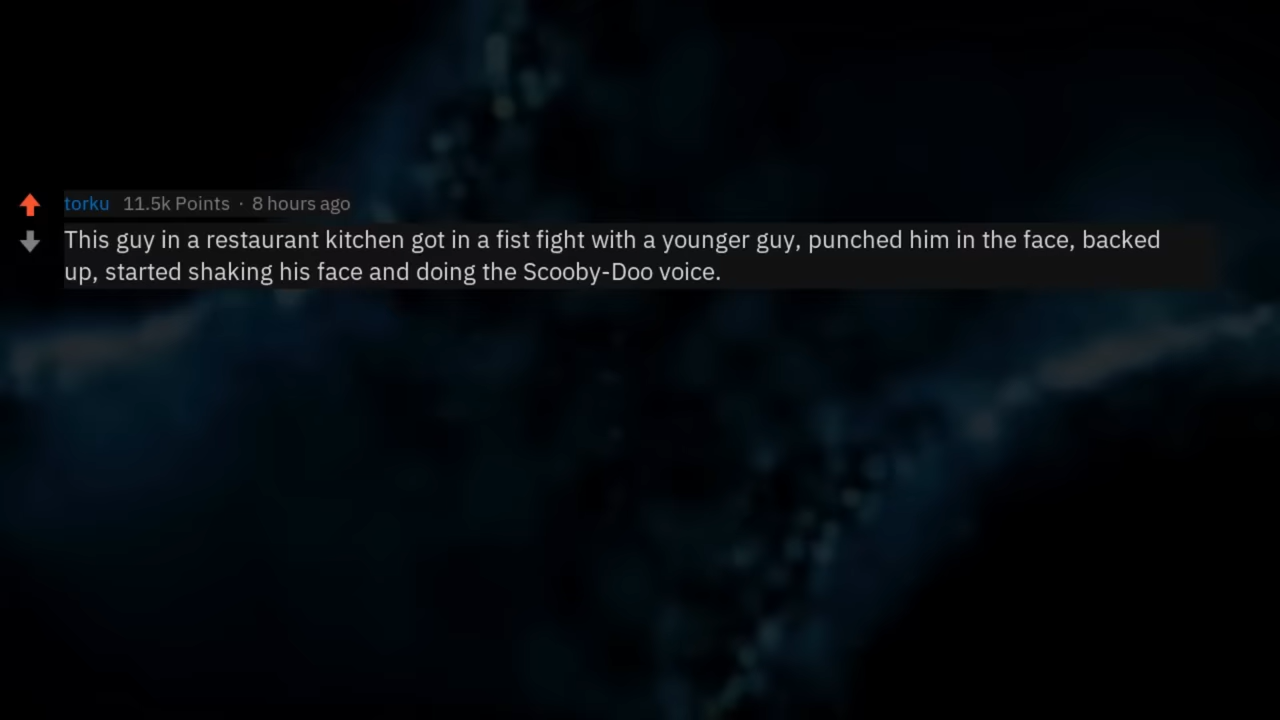 torku 11.5k Points · 8 hours ago
This guy in a restaurant kitchen got in a fist fight with a younger guy, punched him in the face, backed
up, started shaking his face and doing the Scooby-Doo voice.